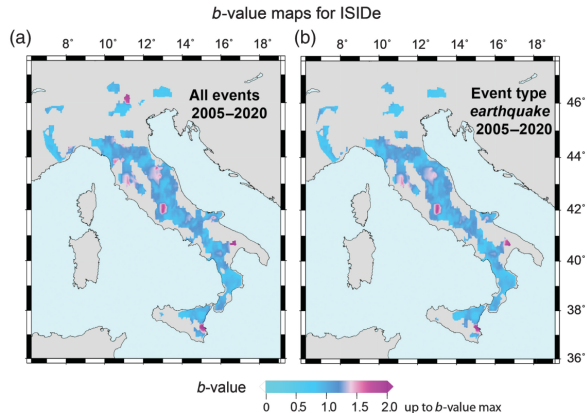 b-value maps for ISIDe
(a)
(b)
8° 10° 12° 14° 16° 18°
8° 10° 12° 14° 16° 18°
All events
2005–2020
Event type
earthquake
2005–2020
46°
44°
42°
40°
38°
36°
b-value
0 0.5 1.0 1.5 2.0 up to b-value max